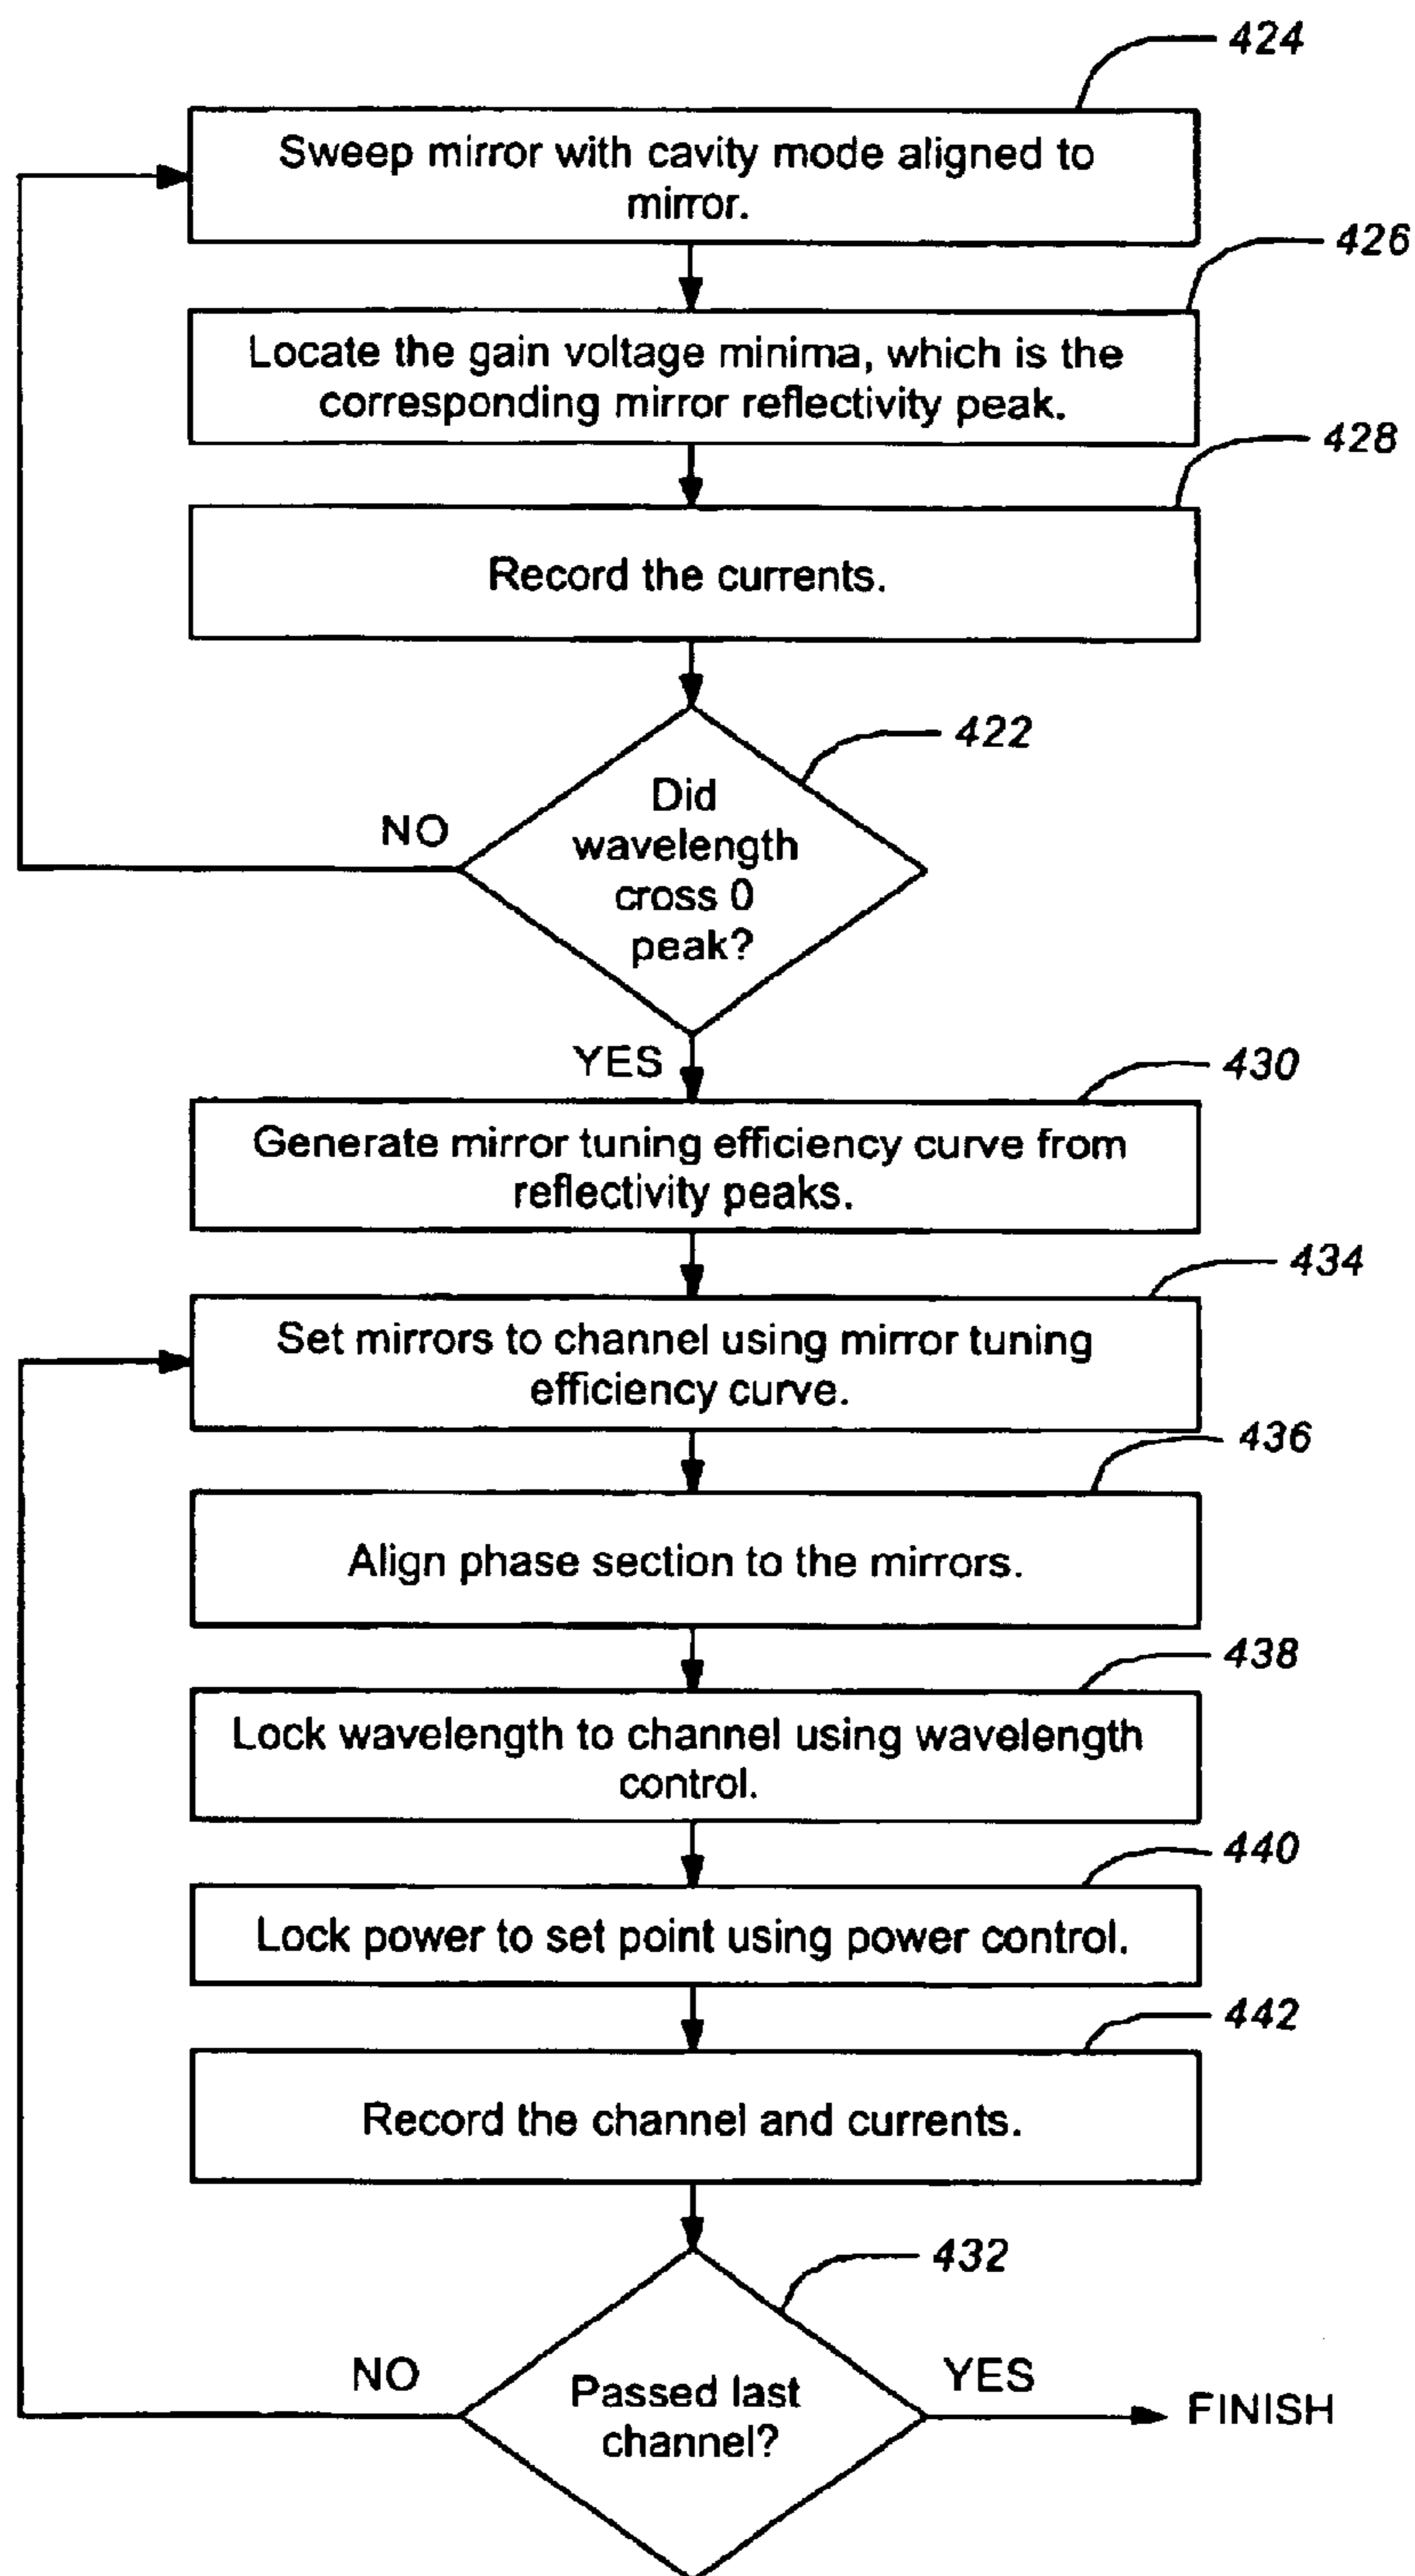 424
Sweep mirror with cavity mode aligned to
mirror.
426
Locate the gain voltage minima, which is the
corresponding mirror reflectivity peak.
428
Record the currents.
422
Did
wavelength
cross 0
peak?
NO
YES
430
Generate mirror tuning efficiency curve from
reflectivity peaks.
434
Set mirrors to channel using mirror tuning
efficiency curve.
436
Align phase section to the mirrors.
438
Lock wavelength to channel using wavelength
control.
440
Lock power to set point using power control.
442
Record the channel and currents.
432
Passed last
channel?
NO
YES
FINISH